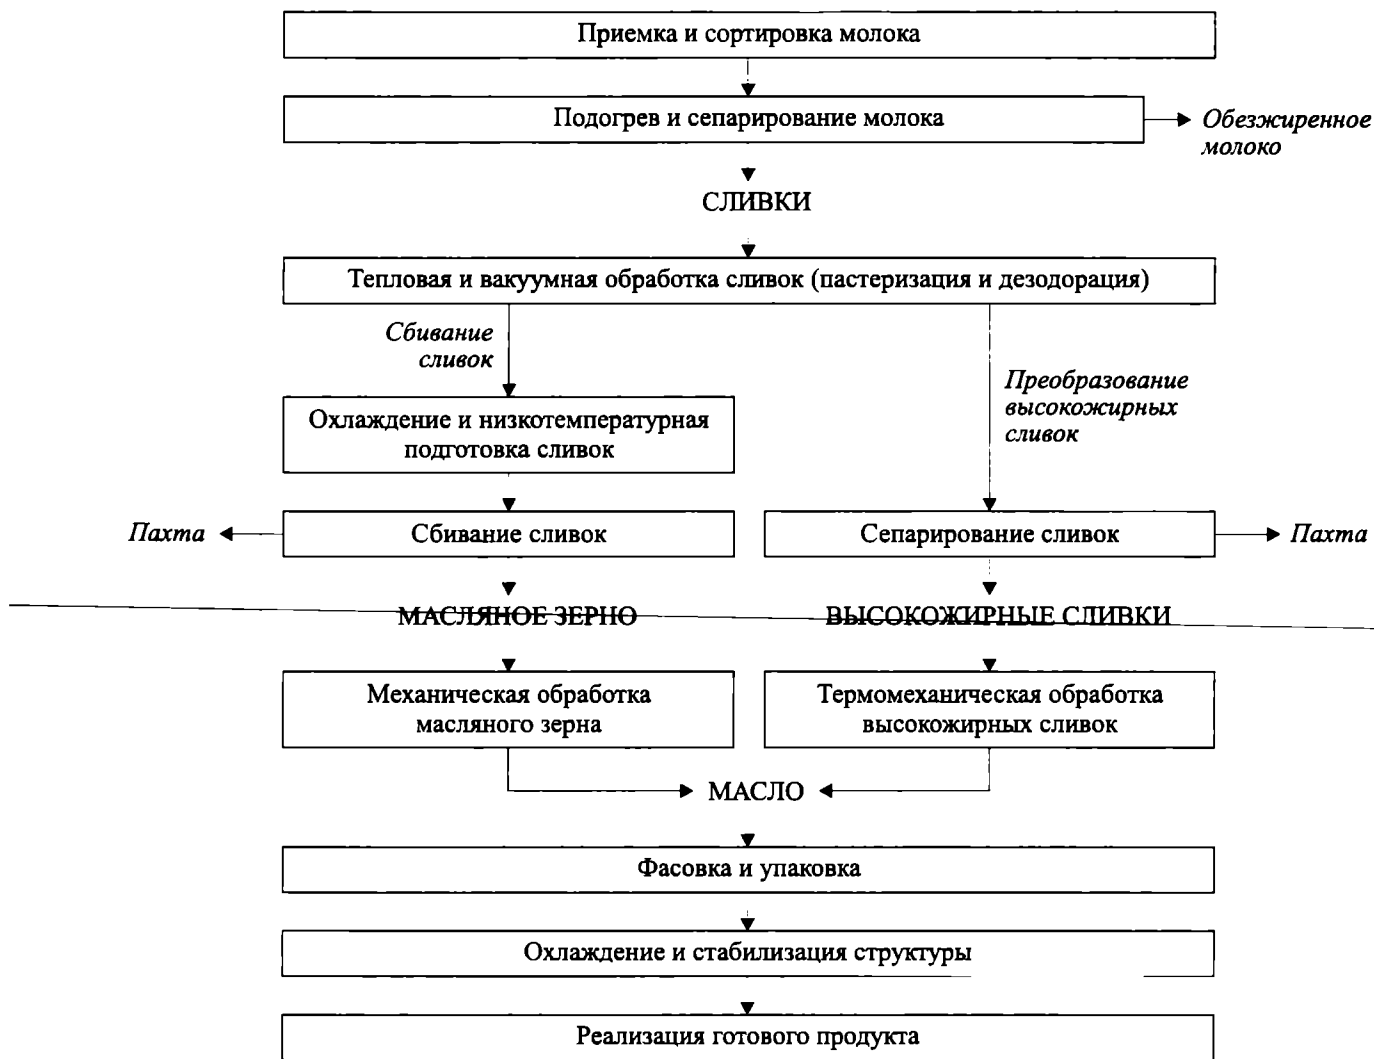 Приемка и сортировка молока
Подогрев и сепарирование молока
Обезжиренное
молоко
СЛИВКИ
Тепловая и вакуумная обработка сливок (пастеризация и дезодорация)
Сбивание
сливок
Преобразование
высокожирных
сливок
Охлаждение и низкотемпературная
подготовка сливок
Пахта
Сбивание сливок
Сепарирование сливок
Пахта
МАСЛЯНОЕ ЗЕРНО
ВЫСОКОЖИРНЫЕ СЛИВКИ
Механическая обработка
масляного зерна
Термомеханическая обработка
высокожирных сливок
МАСЛО
Фасовка и упаковка
Охлаждение и стабилизация структуры
Реализация готового продукта